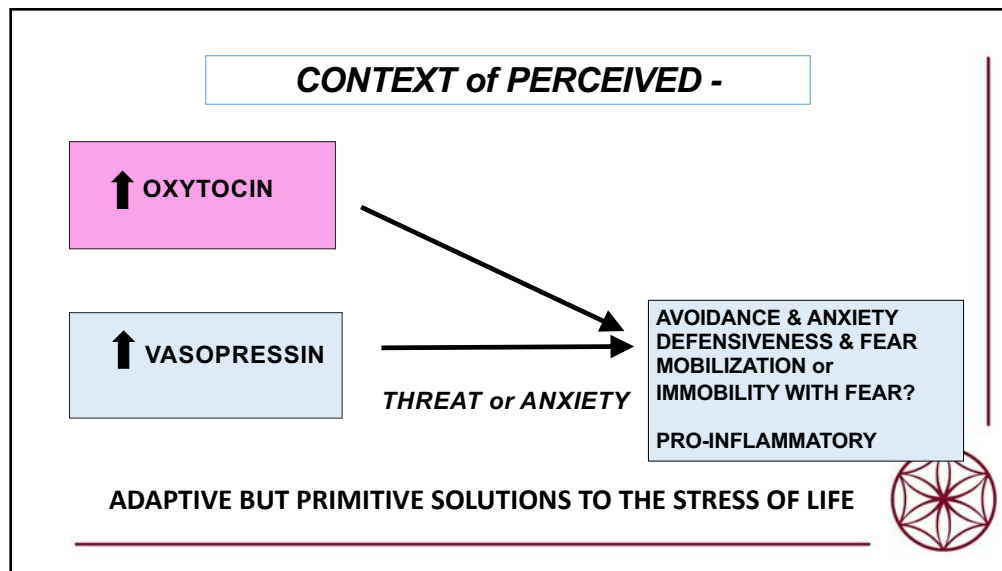 CONTEXT of PERCEIVED -
OXYTOCIN
VASOPRESSIN
THREAT or ANXIETY
AVOIDANCE & ANXIETY
DEFENSIVENESS & FEAR
MOBILIZATION or
IMMOBILITY WITH FEAR?
PRO-INFLAMMATORY
ADAPTIVE BUT PRIMITIVE SOLUTIONS TO THE STRESS OF LIFE